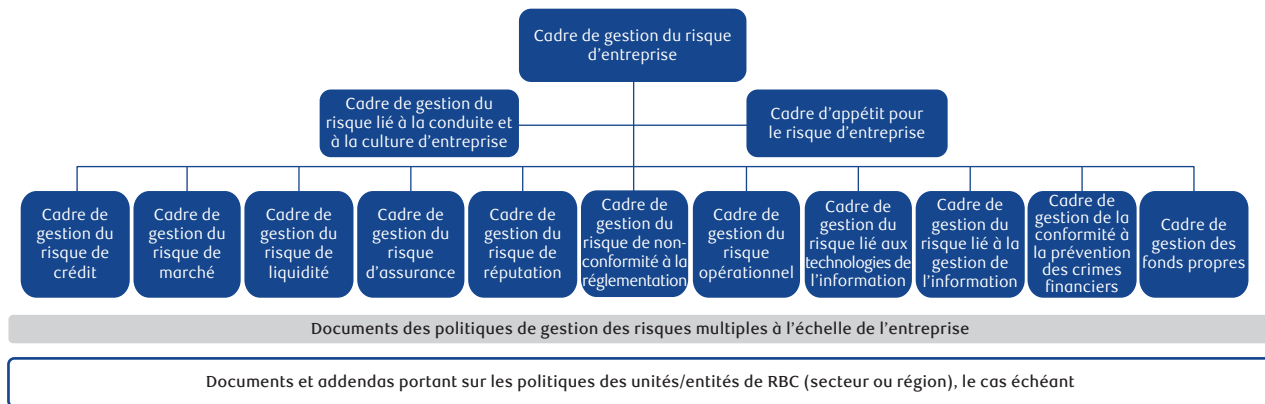 Cadre de gestion du risque
d'entreprise
Cadre de gestion du
risque lié à la conduite et
à la culture d'entreprise
Cadre d'appétit pour
le risque d'entreprise
Cadre de
gestion du
risque de
crédit
Cadre de
gestion du
risque de
marché
Cadre de
gestion du
risque de
liquidité
Cadre de
gestion du
risque
d'assurance
Cadre de
gestion du
risque de
réputation
Cadre de
gestion du
risque de non-
conformité à la
réglementation
Cadre de
gestion du
risque
opérationnel
Cadre de
gestion du
risque lié aux
technologies de
l'information
Cadre de
gestion du
risque lié à la
gestion de
l'information
Cadre de
gestion de la
conformité à
la prévention
des crimes
financiers
Cadre de
gestion des
fonds propres
Documents des politiques de gestion des risques multiples à l'échelle de l'entreprise
Documents et addendas portant sur les politiques des unités/entités de RBC (secteur ou région), le cas échéant